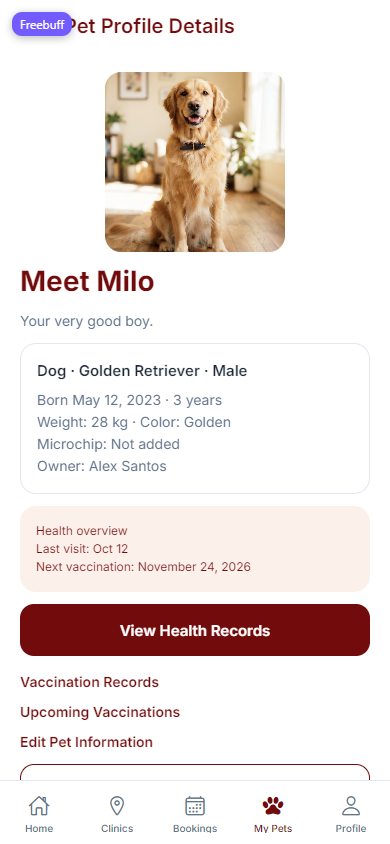 Freebuff
Pet Profile Details
Meet Milo
Your very good boy.
Dog · Golden Retriever · Male
Born May 12, 2023 · 3 years
Weight: 28 kg · Color: Golden
Microchip: Not added
Owner: Alex Santos
Health overview
Last visit: Oct 12
Next vaccination: November 24, 2026
View Health Records
Vaccination Records
Upcoming Vaccinations
Edit Pet Information
Home
Clinics
Bookings
My Pets
Profile